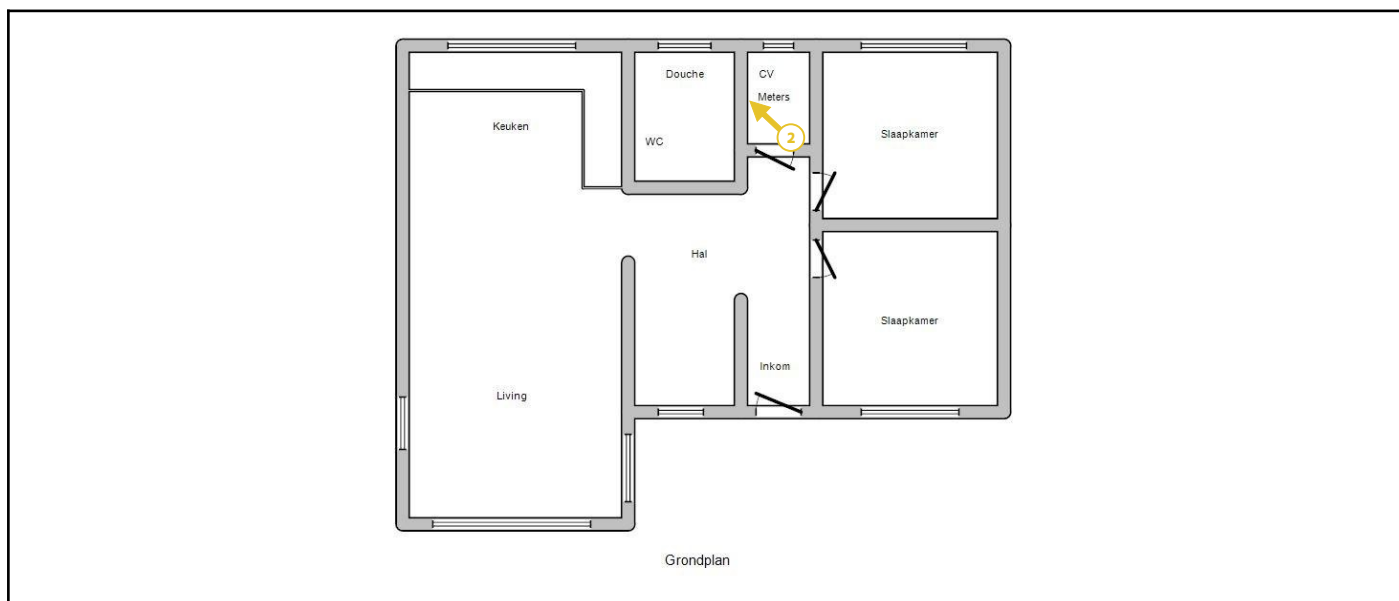 Douche
CV
Meters
Keuken
2
WC
Slaapkamer
Hal
Slaapkamer
Inkom
Living
Grondplan